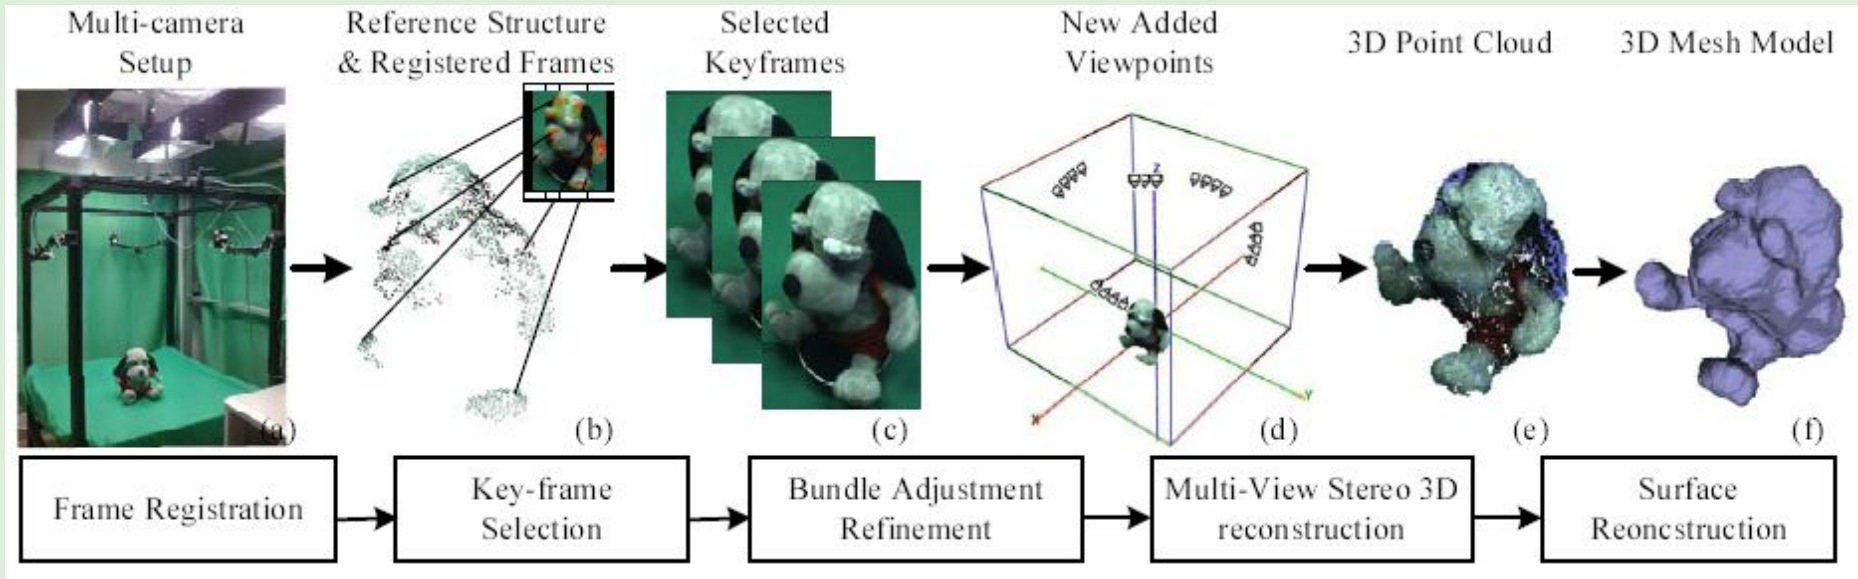 Multi-camera
Setup
Reference Structure
& Registered Frames
Selected
Keyframes
New Added
Viewpoints
3D Point Cloud
3D Mesh Model
Z
X
Y
(a)
(b)
(c)
(d)
(e)
(f)
Frame Registration
Key-frame
Selection
Bundle Adjustment
Refinement
Multi-View Stereo 3D
reconstruction
Surface
Reoncstruction